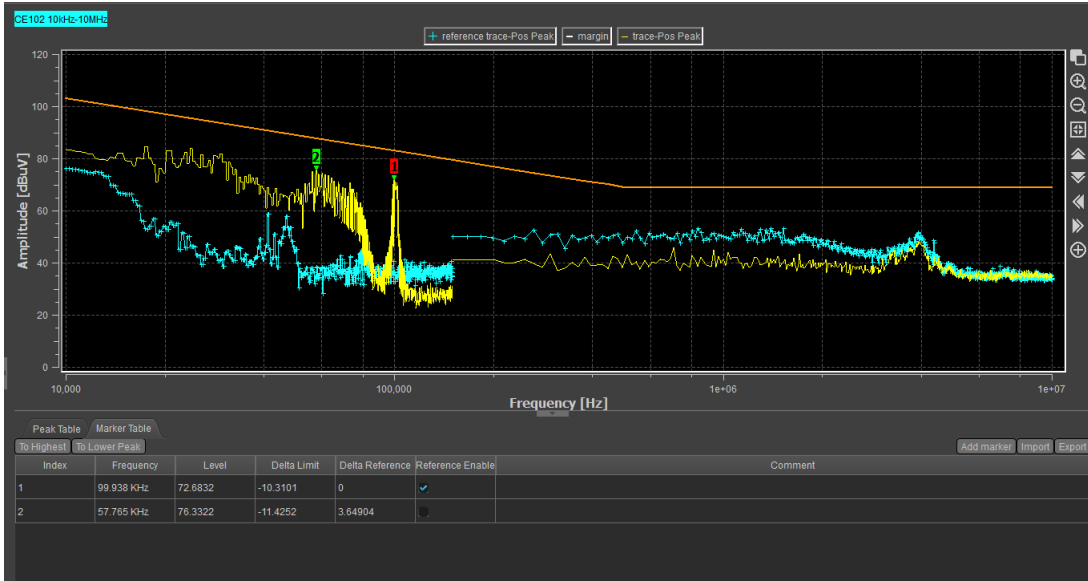 CE102 10kHz-10MHz
reference trace-Pos Peak margin trace-Pos Peak
120
100
80
60
40
20
0
Amplitude [dBuV]
2
1
10,000 100,000 1e+06 1e+07
Frequency [Hz]
Peak Table Marker Table
To Highest To Lower Peak Add marker Import Export
Index Frequency Level Delta Limit Delta Reference Reference Enable Comment
1 99.938 KHz 72.6832 -10.3101 0
2 57.765 KHz 76.3322 -11.4252 3.64904